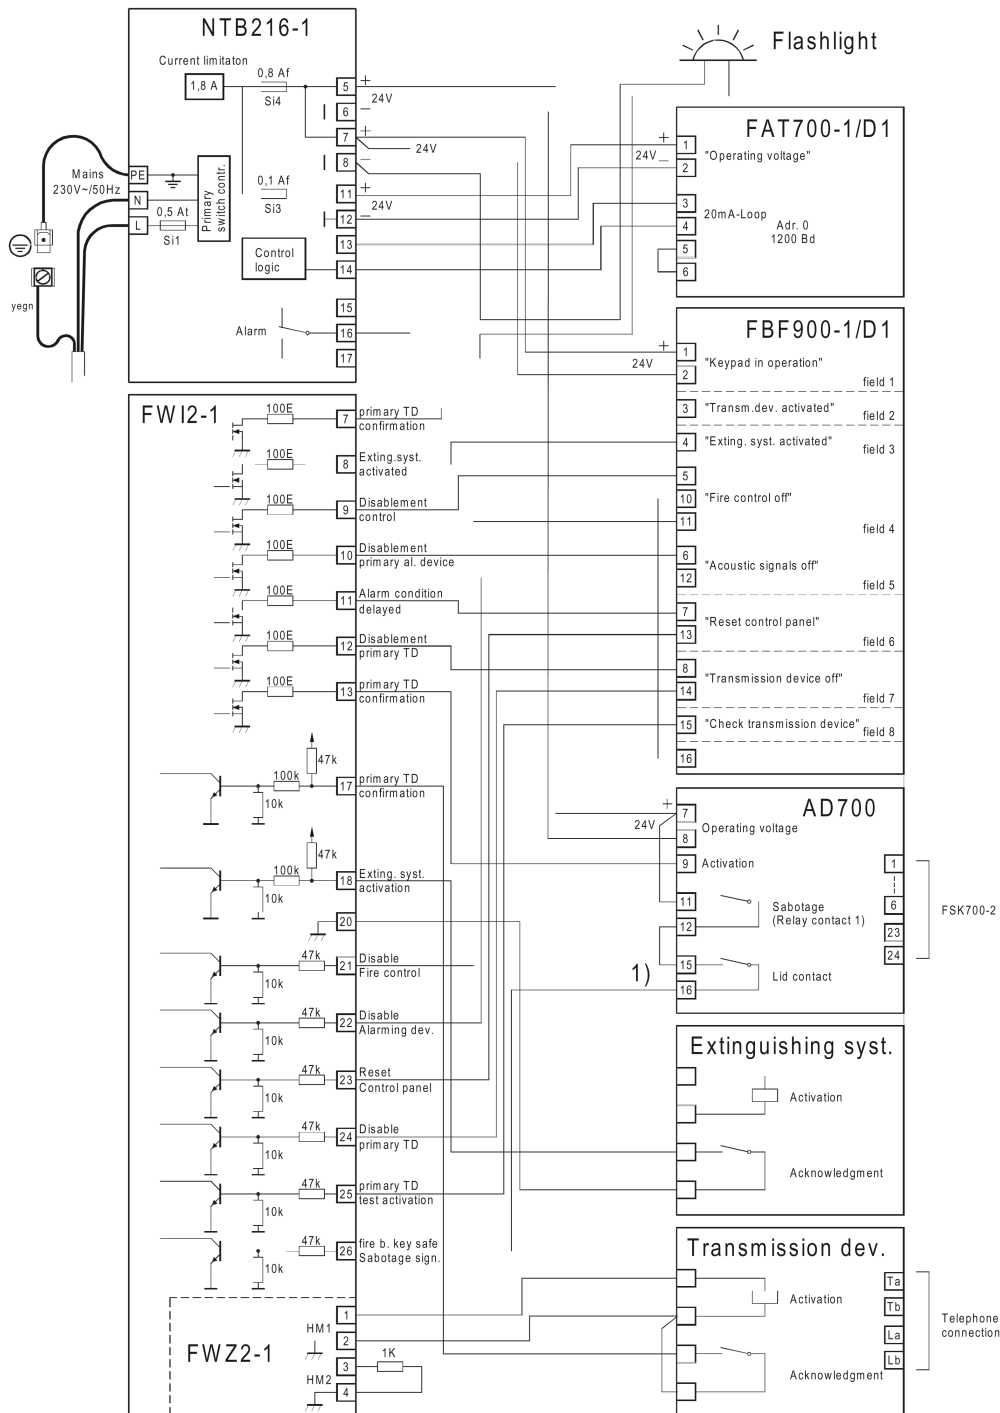 NTB216-1
Current limitaton
1,8 A
0,8 Af
Si4
5
+
24V
6
–
7
+
24V
8
–
Mains
230V~/50Hz
PE
N
L
0,5 At
Si1
Primary
switch contr.
0,1 Af
Si3
11
+
24V
12
–
13
Control
logic
14
yegn
15
Alarm
16
17
Flashlight
FAT700-1/D1
+
1
24V
–
2
"Operating voltage"
3
20mA-Loop
4
Adr. 0
1200 Bd
5
6
FBF900-1/D1
+
1
24V
"Keypad in operation"
2
field 1
3
"Transm.dev. activated"
field 2
4
"Exting. syst. activated"
field 3
5
10
"Fire control off"
11
field 4
6
"Acoustic signals off"
12
field 5
7
"Reset control panel"
13
field 6
8
"Transmission device off"
14
field 7
15
"Check transmission device"
field 8
16
FWI2-1
100E
7
primary TD
confirmation
100E
8
Exting.syst.
activated
100E
9
Disablement
control
100E
10
Disablement
primary al. device
100E
11
Alarm condition
delayed
100E
12
Disablement
primary TD
100E
13
primary TD
confirmation
47k
100k
17
primary TD
confirmation
10k
47k
100k
18
Exting. syst.
activation
10k
20
47k
21
Disable
Fire control
10k
47k
22
Disable
Alarming dev.
10k
47k
23
Reset
Control panel
10k
47k
24
Disable
primary TD
10k
47k
25
primary TD
test activation
10k
47k
26
fire b. key safe
Sabotage sign.
10k
FWZ2-1
1
HM1
2
3
1K
HM2
4
AD700
+
7
24V
Operating voltage
8
9
Activation
11
Sabotage
(Relay contact 1)
12
1)
15
Lid contact
16
1
6
23
24
FSK700-2
Extinguishing syst.
Activation
Acknowledgment
Transmission dev.
Activation
Acknowledgment
Ta
Tb
La
Lb
Telephone
connection